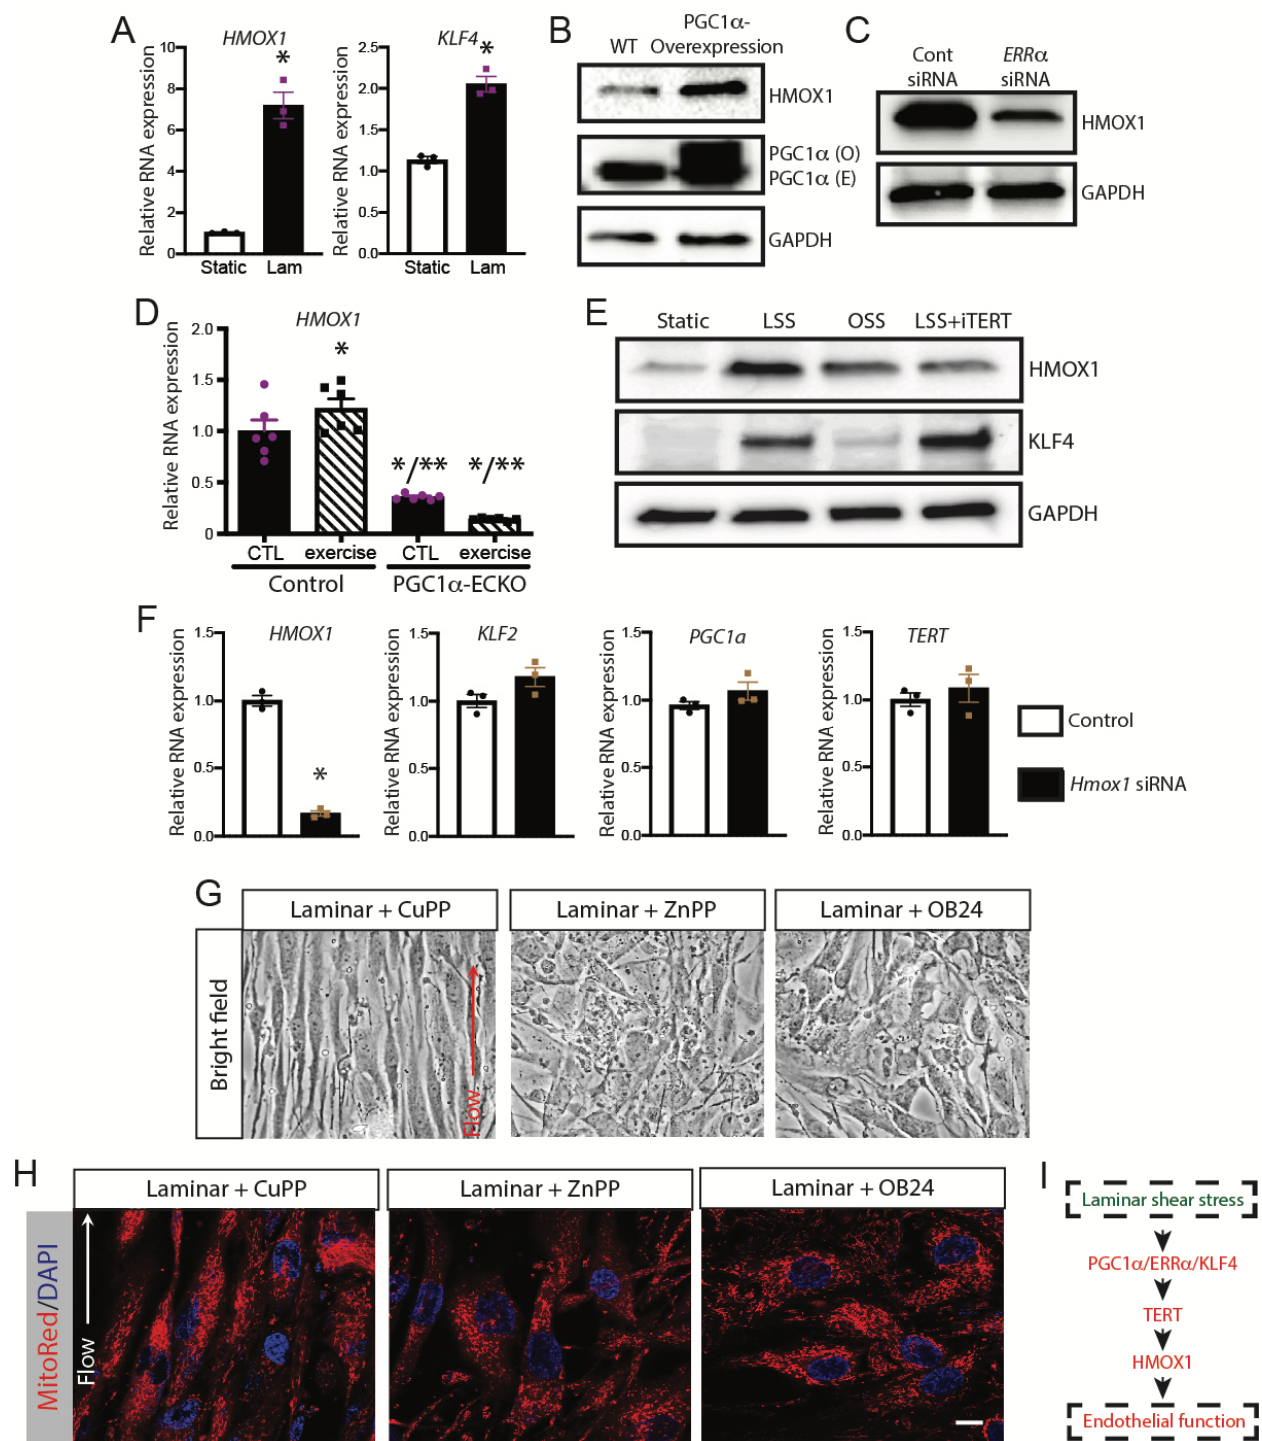 A
HMOX1
*
Relative RNA expression
10
8
6
4
2
0
Static
Lam
KLF4
*
Relative RNA expression
2.5
2.0
1.5
1.0
0.5
0.0
Static
Lam
B
WT
PGC1α-
Overexpression
HMOX1
PGC1α (O)
PGC1α (E)
GAPDH
C
Cont
siRNA
ERRα
siRNA
HMOX1
GAPDH
D
HMOX1
Relative RNA expression
2.0
1.5
1.0
0.5
0
*
*/**
*/**
CTL
exercise
CTL
exercise
Control
PGC1α-ECKO
E
Static
LSS
OSS
LSS+iTERT
HMOX1
KLF4
GAPDH
F
HMOX1
Relative RNA expression
1.5
1.0
0.5
0.0
*
KLF2
Relative RNA expression
1.5
1.0
0.5
0.0
PGC1a
Relative RNA expression
1.5
1.0
0.5
0.0
TERT
Relative RNA expression
1.5
1.0
0.5
0.0
Control
Hmox1 siRNA
G
Laminar + CuPP
Laminar + ZnPP
Laminar + OB24
Bright field
Flow
H
Laminar + CuPP
Laminar + ZnPP
Laminar + OB24
MitoRed/DAPI
Flow
I
Laminar shear stress
PGC1α/ERRα/KLF4
TERT
HMOX1
Endothelial function